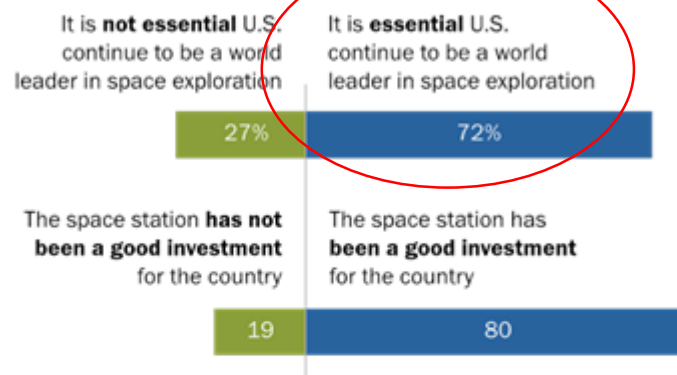 It is not essential U.S.
continue to be a world
leader in space exploration
It is essential U.S.
continue to be a world
leader in space exploration
27%
72%
The space station has not
been a good investment
for the country
The space station has
been a good investment
for the country
19
80